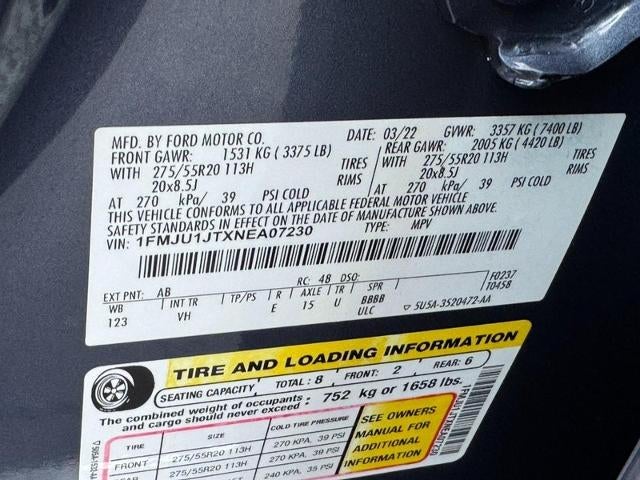 MFD. BY FORD MOTOR CO.
DATE: 03/22 GVWR: 3357 KG ( 7400 LB)
FRONT GAWR: 1531 KG ( 3375 LB) REAR GAWR: 2005 KG ( 4420 LB)
WITH 275/55R20 113H TIRES WITH 275/55R20 113H TIRES
20x8.5J RIMS 20x8.5J RIMS
AT 270 kPa/ 39 PSI COLD AT 270 kPa/ 39 PSI COLD
THIS VEHICLE CONFORMS TO ALL APPLICABLE FEDERAL MOTOR VEHICLE
SAFETY STANDARDS IN EFFECT ON THE DATE OF MANUFACTURE SHOWN ABOVE.
VIN: 1FMJU1JTXNEA07230 TYPE: MPV
EXT PNT: AB RC: 48 DSO: F0237
WB INT TR TP/PS R AXLE TR SPR T0458
123 VH E 15 U BBBB
ULC 5U5A-3520472-AA
TIRE AND LOADING INFORMATION
SEATING CAPACITY TOTAL: 8 FRONT: 2 REAR: 6
The combined weight of occupants and cargo should never exceed : 752 kg or 1658 lbs.
TIRE SIZE COLD TIRE PRESSURE
FRONT 275/55R20 113H 270 KPA, 39 PSI
275/55R20 113H 270 KPA, 39 PSI
240 KPA, 35 PSI
SEE OWNERS
MANUAL FOR
ADDITIONAL
INFORMATION
1FMJU1JTXNEA07230